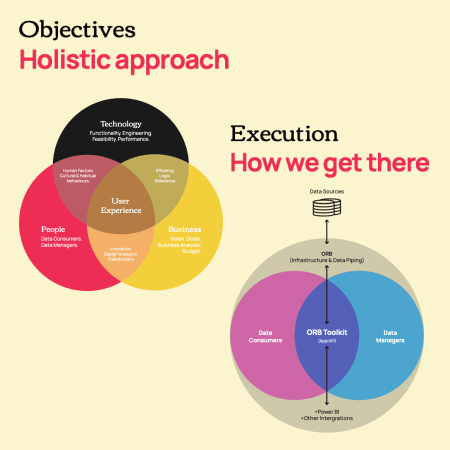 Objectives
Holistic approach
Technology
Functionality. Engineering.
Feasibility. Performance.
Human Factors,
Cultural & habitual
behaviours.
Efficiency.
Logic.
Relevance.
User
Experience
People
Data Consumers.
Data Managers.
Business
Vision. Goals.
Business Analysis.
Budget.
Innovation
Design Research.
Stakeholders.
Execution
How we get there
Data Sources
ORB
(Infrastructure & Data Piping)
Data
Consumers
ORB Toolkit
(App/API)
Data
Managers
+Power BI
+Other Intergrations